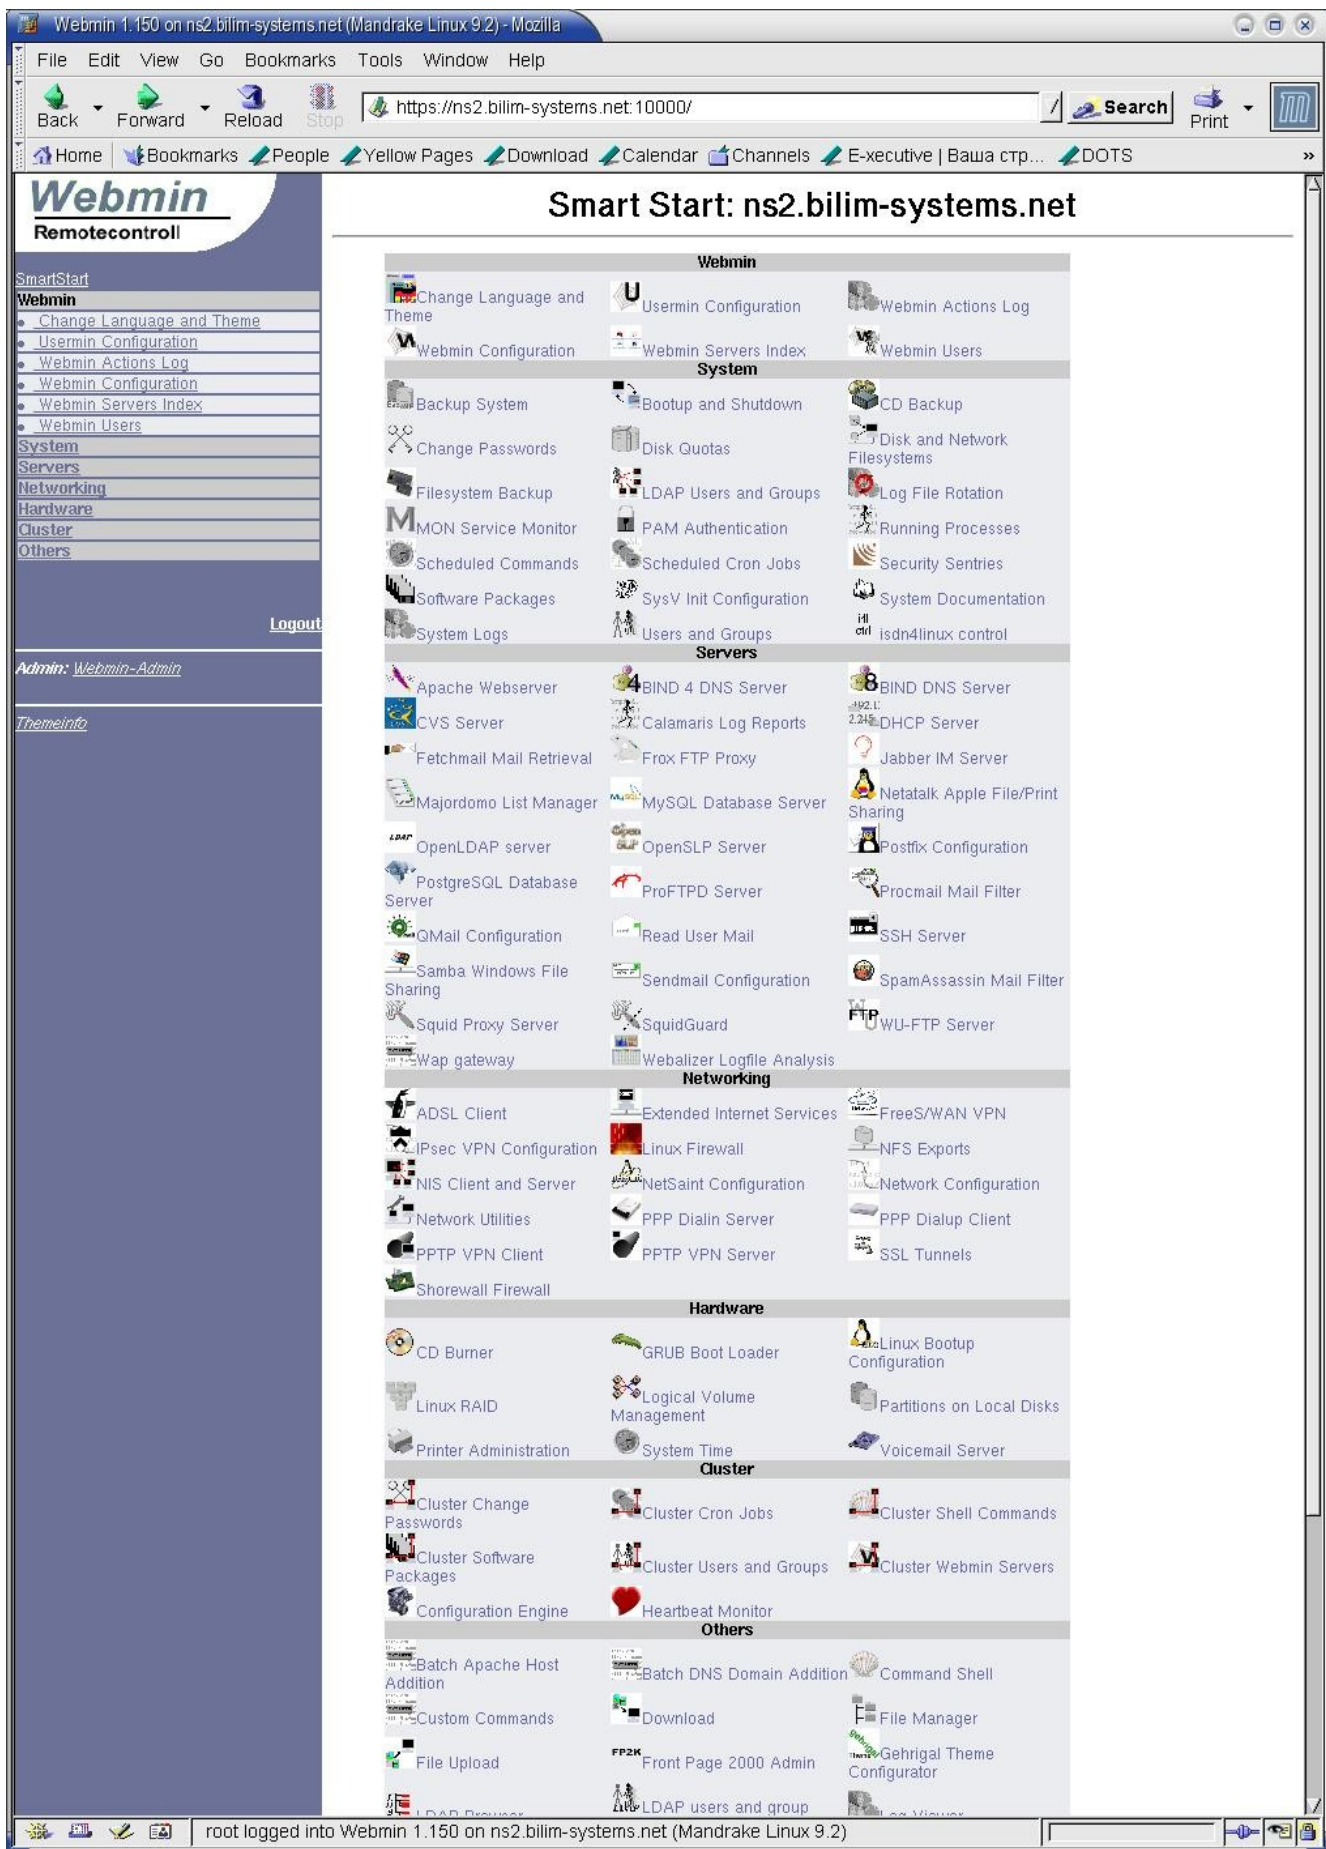 Webmin 1.150 on ns2.bilim-systems.net (Mandrake Linux 9.2) - Mozilla
File Edit View Go Bookmarks Tools Window Help
Back Forward Reload Stop https://ns2.bilim-systems.net:10000/ Search Print
Home Bookmarks People Yellow Pages Download Calendar Channels E-xecutive | Ваша стр... DOTS »
Webmin
Remotecontroll
SmartStart
Webmin
Change Language and Theme
Usermin Configuration
Webmin Actions Log
Webmin Configuration
Webmin Servers Index
Webmin Users
System
Servers
Networking
Hardware
Cluster
Others
Logout
Admin: Webmin-Admin
Themeinfo
Smart Start: ns2.bilim-systems.net
Webmin
Change Language and Theme Usermin Configuration Webmin Actions Log
Webmin Configuration Webmin Servers Index Webmin Users
System
Backup System Bootup and Shutdown CD Backup
Change Passwords Disk Quotas Disk and Network Filesystems
Filesystem Backup LDAP Users and Groups Log File Rotation
MON Service Monitor PAM Authentication Running Processes
Scheduled Commands Scheduled Cron Jobs Security Sentries
Software Packages SysV Init Configuration System Documentation
System Logs Users and Groups isdn4linux control
Servers
Apache Webserver BIND 4 DNS Server BIND DNS Server
CVS Server Calamaris Log Reports DHCP Server
Fetchmail Mail Retrieval Frox FTP Proxy Jabber IM Server
Majordomo List Manager MySQL Database Server Netatalk Apple File/Print Sharing
OpenLDAP server OpenSLP Server Postfix Configuration
PostgreSQL Database Server ProFTPD Server Procmail Mail Filter
QMail Configuration Read User Mail SSH Server
Samba Windows File Sharing Sendmail Configuration SpamAssassin Mail Filter
Squid Proxy Server SquidGuard WU-FTP Server
Wap gateway Webalizer Logfile Analysis
Networking
ADSL Client Extended Internet Services FreeS/WAN VPN
IPsec VPN Configuration Linux Firewall NFS Exports
NIS Client and Server NetSaint Configuration Network Configuration
Network Utilities PPP Dialin Server PPP Dialup Client
PPTP VPN Client PPTP VPN Server SSL Tunnels
Shorewall Firewall
Hardware
CD Burner GRUB Boot Loader Linux Bootup Configuration
Linux RAID Logical Volume Management Partitions on Local Disks
Printer Administration System Time Voicemail Server
Cluster
Cluster Change Passwords Cluster Cron Jobs Cluster Shell Commands
Cluster Software Packages Cluster Users and Groups Cluster Webmin Servers
Configuration Engine Heartbeat Monitor
Others
Batch Apache Host Addition Batch DNS Domain Addition Command Shell
Custom Commands Download File Manager
File Upload FP2K Front Page 2000 Admin Gehrigal Theme Configurator
LDAP Browser LDAP users and group Log Viewer
root logged into Webmin 1.150 on ns2.bilim-systems.net (Mandrake Linux 9.2)